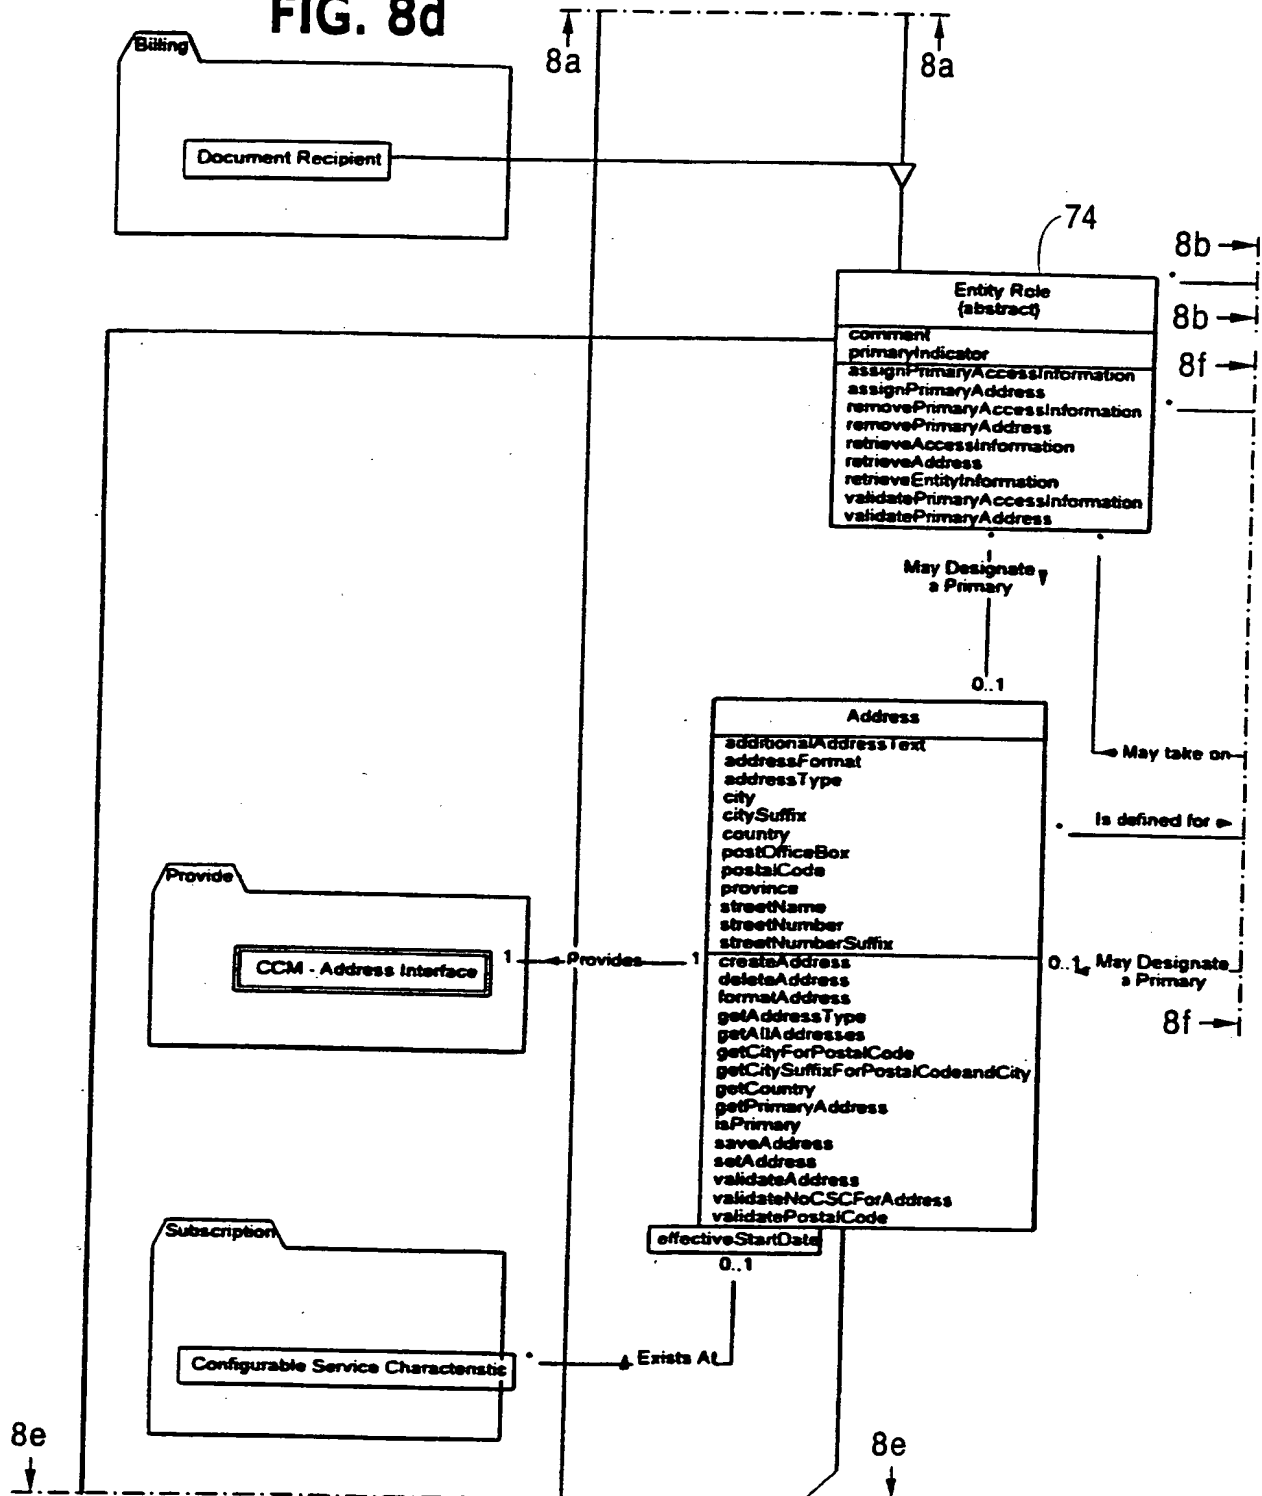 FIG. 8d
8a
8a
Billing
Document Recipient
74
8b
8b
8f
Entity Role
{abstract}
comment
primaryIndicator
assignPrimaryAccessInformation
assignPrimaryAddress
removePrimaryAccessInformation
removePrimaryAddress
retrieveAccessInformation
retrieveAddress
retrieveEntityInformation
validatePrimaryAccessInformation
validatePrimaryAddress
*
*
*
*
May Designate
a Primary
0..1
Address
additionalAddressText
addressFormat
addressType
city
citySuffix
country
postOfficeBox
postalCode
province
streetName
streetNumber
streetNumberSuffix
createAddress
deleteAddress
formatAddress
getAddressType
getAllAddresses
getCityForPostalCode
getCitySuffixForPostalCodeandCity
getCountry
getPrimaryAddress
isPrimary
saveAddress
setAddress
validateAddress
validateNoCSCForAddress
validatePostalCode
May take on
*
Is defined for
0..1
May Designate
a Primary
8f
Provide
CCM - Address Interface
1
Provides
1
effectiveStartDate
0..1
Subscription
Configurable Service Characteristic
*
Exists At
8e
8e